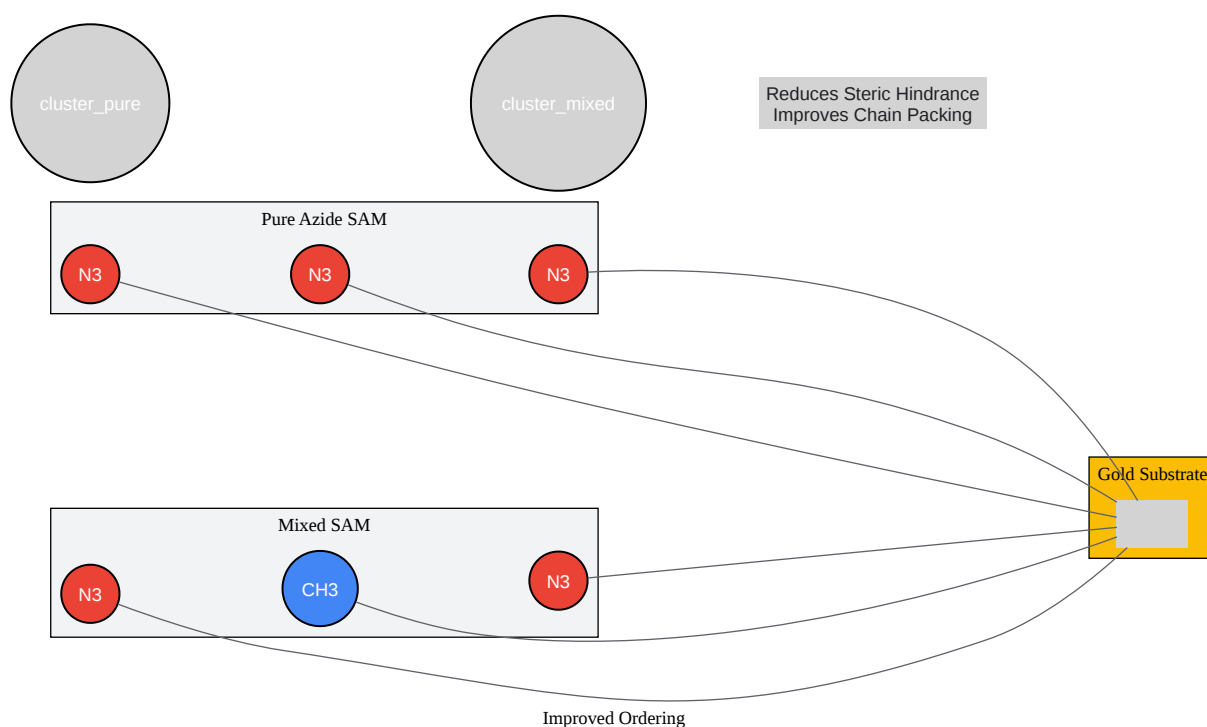 cluster_pure
cluster_mixed
Reduces Steric Hindrance
Improves Chain Packing
Pure Azide SAM
N3
N3
N3
Gold Substrate
Mixed SAM
N3
CH3
N3
Improved Ordering